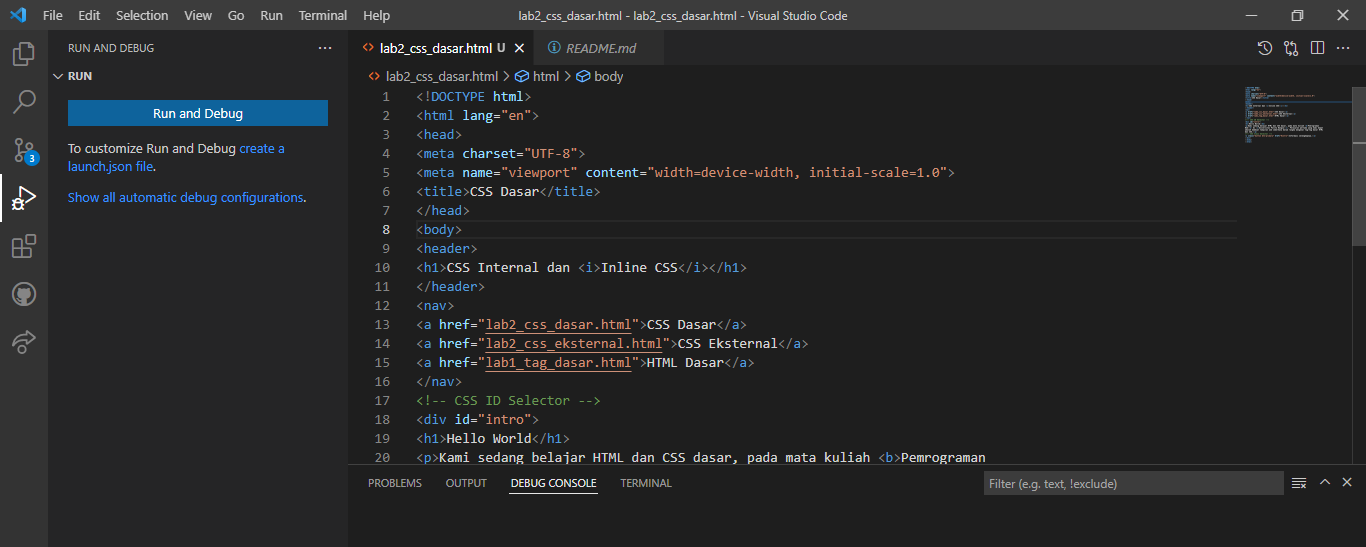 File Edit Selection View Go Run Terminal Help
lab2_css_dasar.html - lab2_css_dasar.html - Visual Studio Code
RUN AND DEBUG ...
RUN
Run and Debug
To customize Run and Debug create a
launch.json file.
Show all automatic debug configurations.
3
lab2_css_dasar.html U
README.md
lab2_css_dasar.html > html > body
1 <!DOCTYPE html>
2 <html lang="en">
3 <head>
4 <meta charset="UTF-8">
5 <meta name="viewport" content="width=device-width, initial-scale=1.0">
6 <title>CSS Dasar</title>
7 </head>
8 <body>
9 <header>
10 <h1>CSS Internal dan <i>Inline CSS</i></h1>
11 </header>
12 <nav>
13 <a href="lab2_css_dasar.html">CSS Dasar</a>
14 <a href="lab2_css_eksternal.html">CSS Eksternal</a>
15 <a href="lab1_tag_dasar.html">HTML Dasar</a>
16 </nav>
17 <!-- CSS ID Selector -->
18 <div id="intro">
19 <h1>Hello World</h1>
20 <p>Kami sedang belajar HTML dan CSS dasar, pada mata kuliah <b>Pemrograman
PROBLEMS OUTPUT DEBUG CONSOLE TERMINAL
Filter (e.g. text, !exclude)